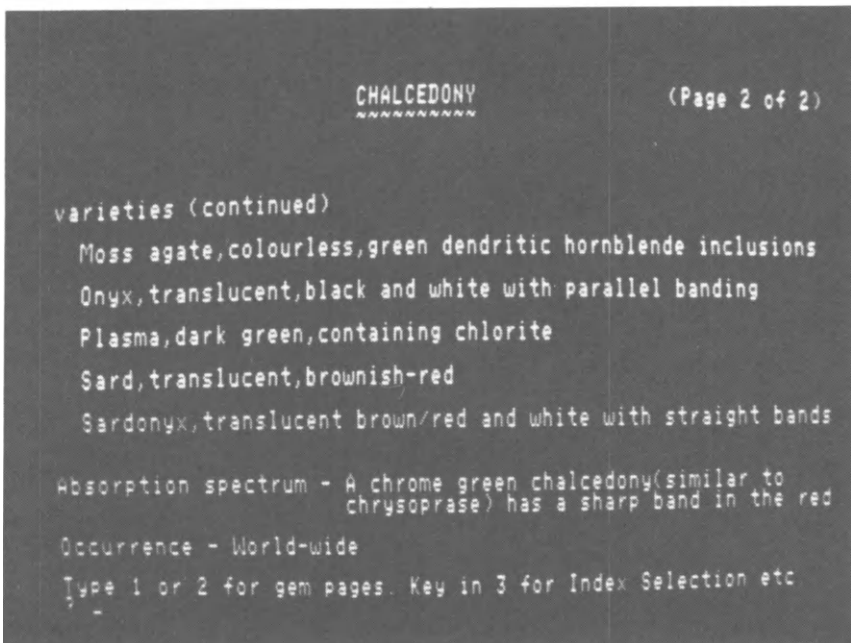 CHALCEDONY (Page 2 of 2)
~~~~~~~~~~
varieties (continued)
Moss agate,colourless,green dendritic hornblende inclusions
Onyx,translucent,black and white with parallel banding
Plasma,dark green,containing chlorite
Sard,translucent,brownish-red
Sardonyx,translucent brown/red and white with straight bands
Absorption spectrum - A chrome green chalcedony(similar to
chrysoprase) has a sharp band in the red
Occurrence - World-wide
Type 1 or 2 for gem pages. Key in 3 for Index Selection etc
? _